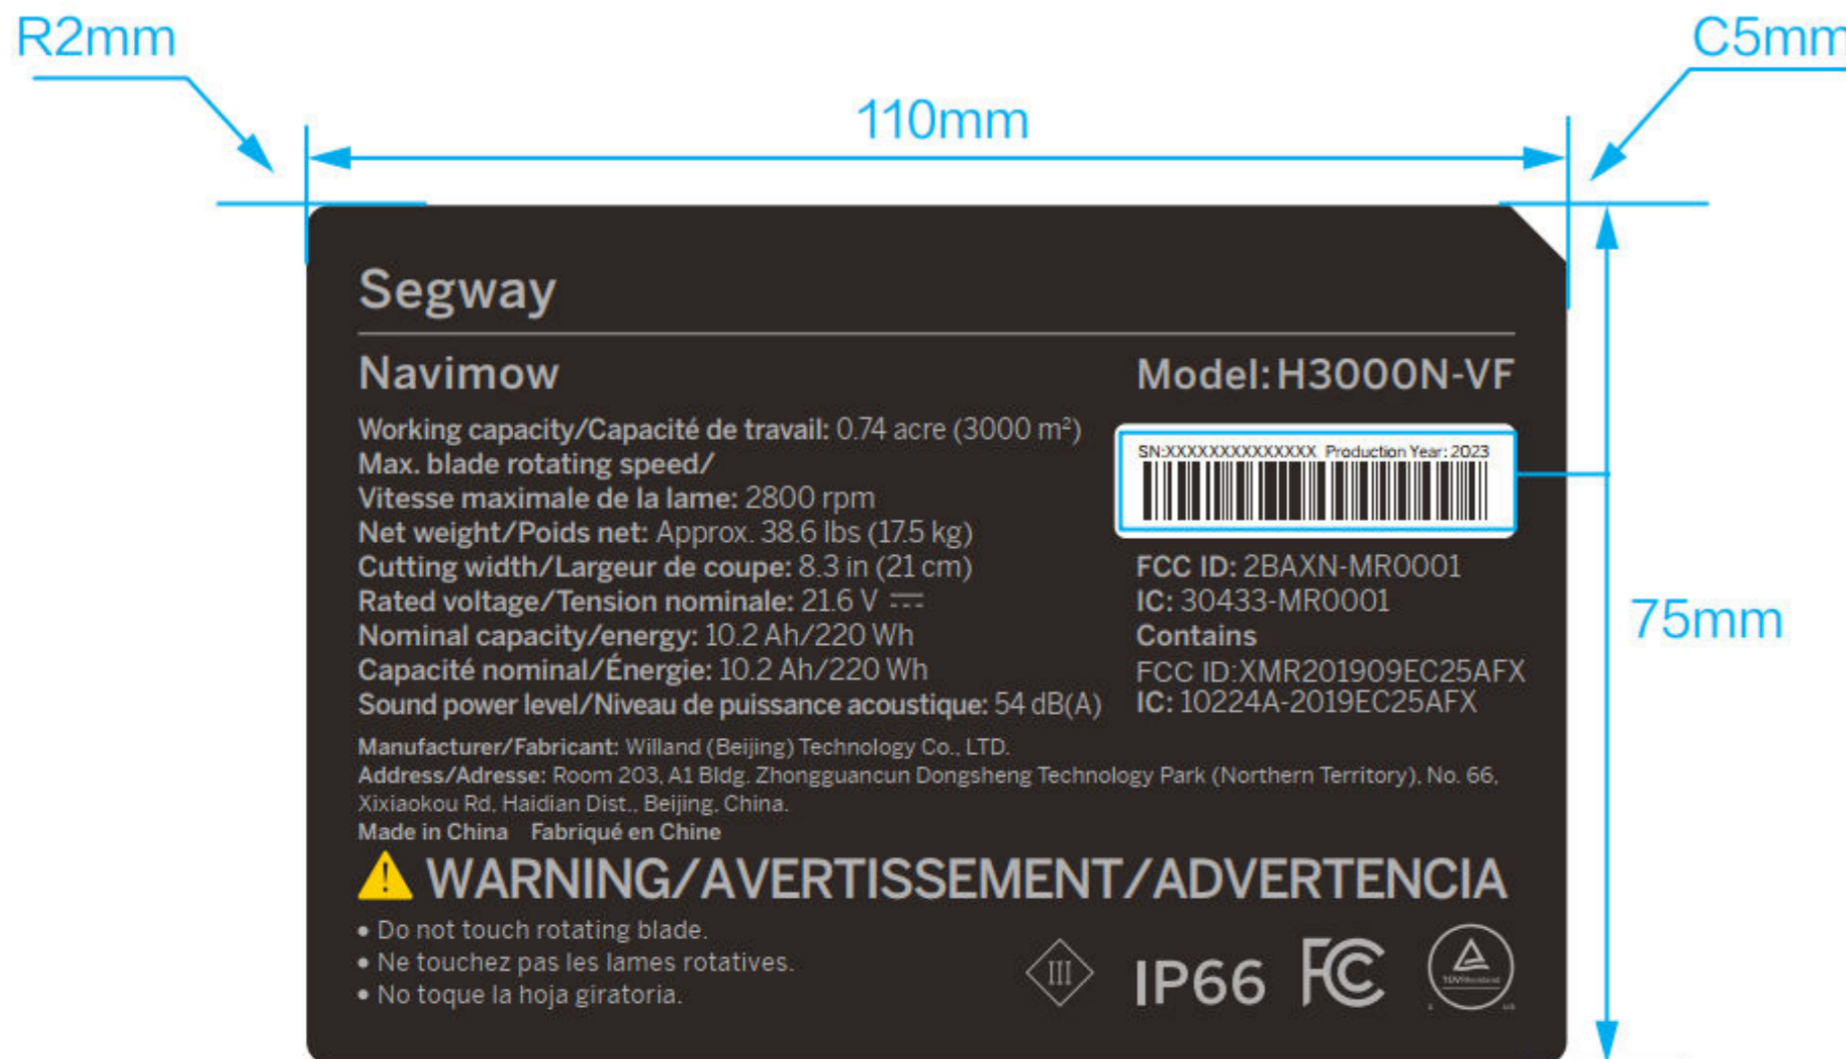 R2mm
C5mm
110mm
Segway
Navimow
Model: H3000N-VF
Working capacity/Capacité de travail: 0.74 acre (3000 m²)
Max. blade rotating speed/
Vitesse maximale de la lame: 2800 rpm
Net weight/Poids net: Approx. 38.6 lbs (17.5 kg)
Cutting width/Largeur de coupe: 8.3 in (21 cm)
Rated voltage/Tension nominale: 21.6 V
Nominal capacity/energy: 10.2 Ah/220 Wh
Capacité nominal/Énergie: 10.2 Ah/220 Wh
Sound power level/Niveau de puissance acoustique: 54 dB(A)
SN:XXXXXXXXXXXXXX Production Year: 2023
FCC ID: 2BAXN-MR0001
IC: 30433-MR0001
Contains
FCC ID:XMR201909EC25AFX
IC: 10224A-2019EC25AFX
75mm
Manufacturer/Fabricant: Willand (Beijing) Technology Co., LTD.
Address/Adresse: Room 203, A1 Bldg. Zhongguancun Dongsheng Technology Park (Northern Territory), No. 66,
Xixiaokou Rd, Haidian Dist., Beijing, China.
Made in China Fabriqué en Chine
WARNING/AVERTISSEMENT/ADVERTENCIA
• Do not touch rotating blade.
• Ne touchez pas les lames rotatives.
• No toque la hoja giratoria.
III
IP66
FC